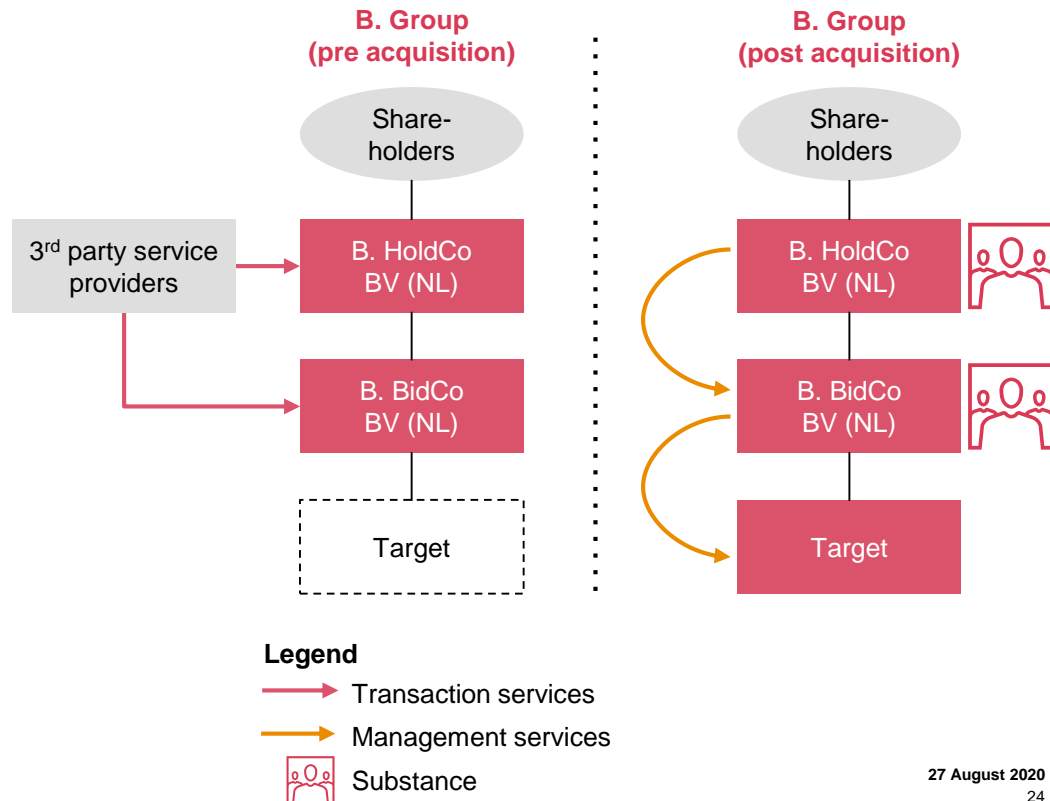 B. Group
(pre acquisition)
Share-
holders
3rd party service
providers
B. HoldCo
BV (NL)
B. BidCo
BV (NL)
Target
B. Group
(post acquisition)
Share-
holders
B. HoldCo
BV (NL)
B. BidCo
BV (NL)
Target
Legend
Transaction services
Management services
Substance
27 August 2020
24